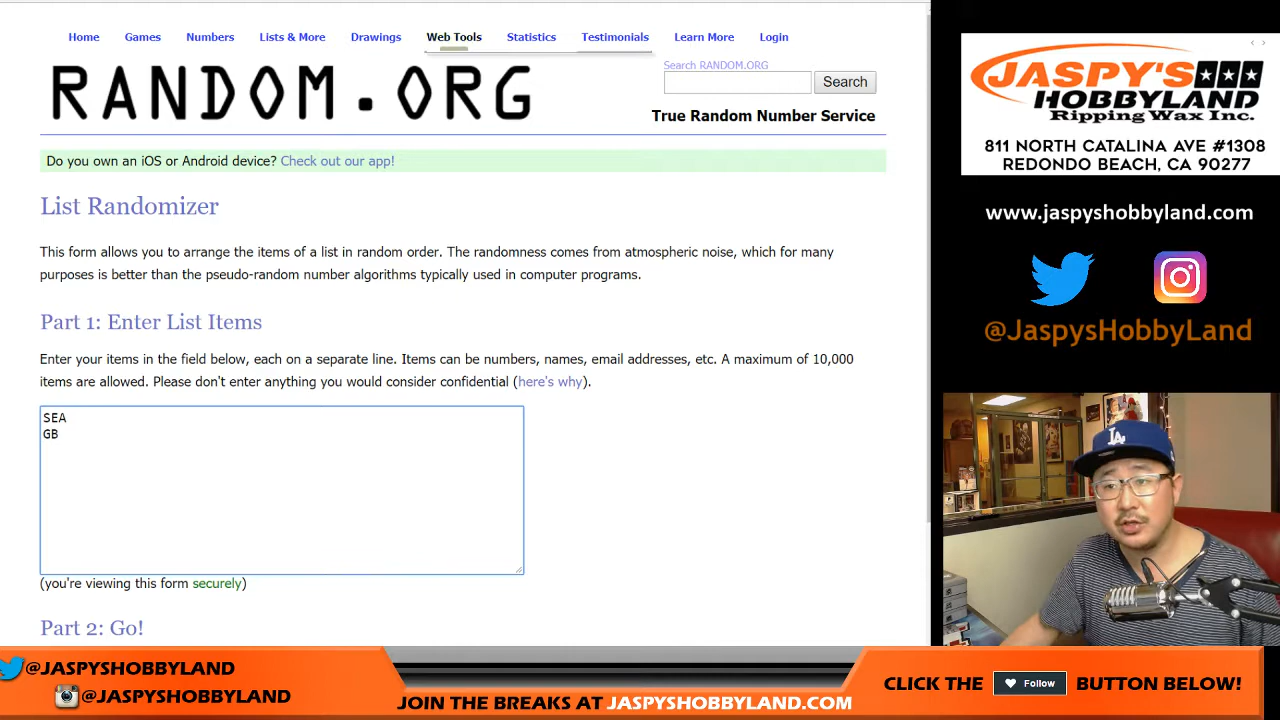 Home Games Numbers Lists & More Drawings Web Tools Statistics Testimonials Learn More Login
RANDOM.ORG
Search RANDOM.ORG
Search
True Random Number Service
Do you own an iOS or Android device? Check out our app!
List Randomizer
This form allows you to arrange the items of a list in random order. The randomness comes from atmospheric noise, which for many
purposes is better than the pseudo-random number algorithms typically used in computer programs.
Part 1: Enter List Items
Enter your items in the field below, each on a separate line. Items can be numbers, names, email addresses, etc. A maximum of 10,000
items are allowed. Please don't enter anything you would consider confidential (here's why).
SEA
GB
(you're viewing this form securely)
Part 2: Go!
JASPY'S
HOBBYLAND
Ripping Wax Inc.
811 NORTH CATALINA AVE #1308
REDONDO BEACH, CA 90277
www.jaspyshobbyland.com
@JaspysHobbyLand
LA
@JASPYSHOBBYLAND
@JASPYSHOBBYLAND
JOIN THE BREAKS AT JASPYSHOBBYLAND.COM
CLICK THE Follow BUTTON BELOW!